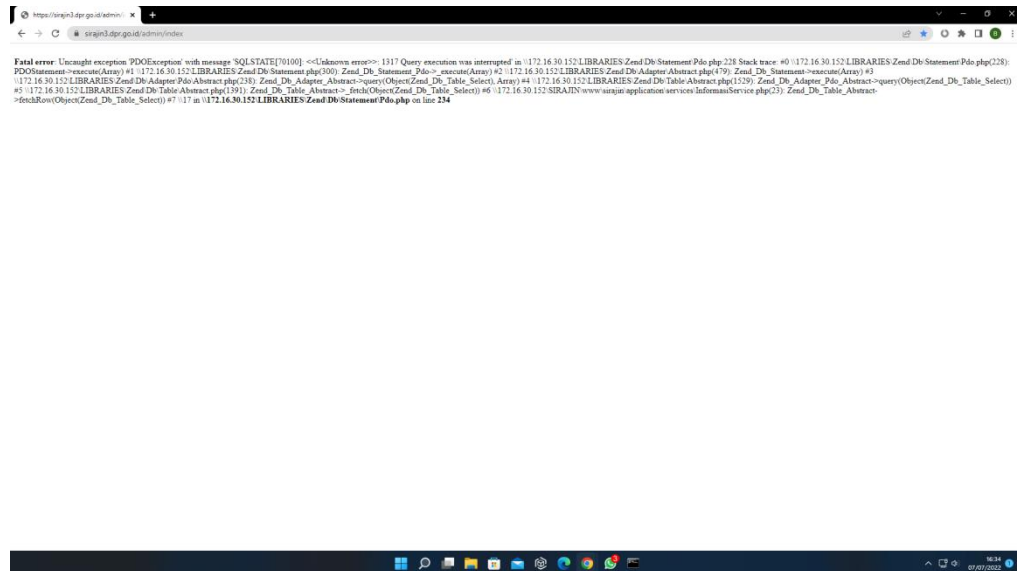 https://sirajin3.dpr.go.id/admin/
sirajin3.dpr.go.id/admin/index
Fatal error: Uncaught exception 'PDOException' with message 'SQLSTATE[70100]: <<Unknown error>>: 1317 Query execution was interrupted' in \\172.16.30.152\LIBRARIES\Zend\Db\Statement\Pdo.php:228 Stack trace: #0 \\172.16.30.152\LIBRARIES\Zend\Db\Statement\Pdo.php(228):
PDOStatement->execute(Array) #1 \\172.16.30.152\LIBRARIES\Zend\Db\Statement.php(300): Zend_Db_Statement_Pdo->_execute(Array) #2 \\172.16.30.152\LIBRARIES\Zend\Db\Adapter\Abstract.php(479): Zend_Db_Statement->execute(Array) #3
\\172.16.30.152\LIBRARIES\Zend\Db\Adapter\Pdo\Abstract.php(238): Zend_Db_Adapter_Abstract->query(Object(Zend_Db_Table_Select), Array) #4 \\172.16.30.152\LIBRARIES\Zend\Db\Table\Abstract.php(1529): Zend_Db_Adapter_Pdo_Abstract->query(Object(Zend_Db_Table_Select))
#5 \\172.16.30.152\LIBRARIES\Zend\Db\Table\Abstract.php(1391): Zend_Db_Table_Abstract->_fetch(Object(Zend_Db_Table_Select)) #6 \\172.16.30.152\SIRAJIN\www\sirajin\application\services\InformasiService.php(23): Zend_Db_Table_Abstract-
>fetchRow(Object(Zend_Db_Table_Select)) #7 \\17 in \\172.16.30.152\LIBRARIES\Zend\Db\Statement\Pdo.php on line 234
16:34
07/07/2022